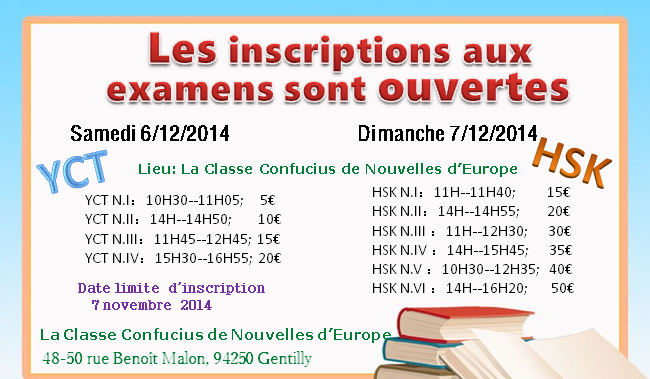 Les inscriptions aux
examens sont ouvertes
Samedi 6/12/2014
Dimanche 7/12/2014
YCT
HSK
Lieu: La Classe Confucius de Nouvelles d'Europe
YCT N.I：10H30--11H05; 5€
YCT N.II：14H--14H50; 10€
YCT N.III：11H45--12H45; 15€
YCT N.IV：15H30--16H55; 20€
HSK N.I：11H--11H40; 15€
HSK N.II：14H--14H55; 20€
HSK N.III：11H--12H30; 30€
HSK N.IV：14H--15H45; 35€
HSK N.V：10H30--12H35; 40€
HSK N.VI：14H--16H20; 50€
Date limite d'inscription
7 novembre 2014
La Classe Confucius de Nouvelles d'Europe
48-50 rue Benoît Malon, 94250 Gentilly